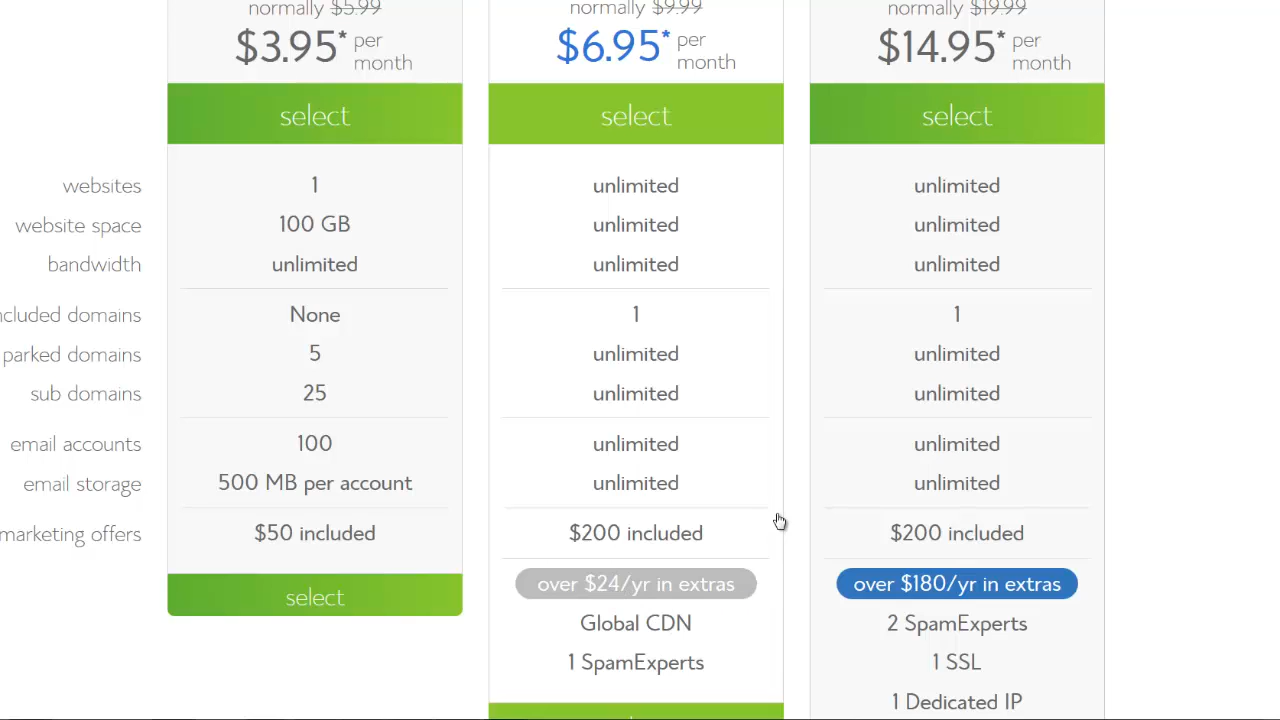 normally $5.99 normally $9.99 normally $19.99
$3.95* per month $6.95* per month $14.95* per month
select select select
websites 1 unlimited unlimited
website space 100 GB unlimited unlimited
bandwidth unlimited unlimited unlimited
domains None 1 1
parked domains 5 unlimited unlimited
sub domains 25 unlimited unlimited
email accounts 100 unlimited unlimited
email storage 500 MB per account unlimited unlimited
marketing offers $50 included $200 included $200 included
over $24/yr in extras over $180/yr in extras
select Global CDN 2 SpamExperts
1 SpamExperts 1 SSL
1 Dedicated IP